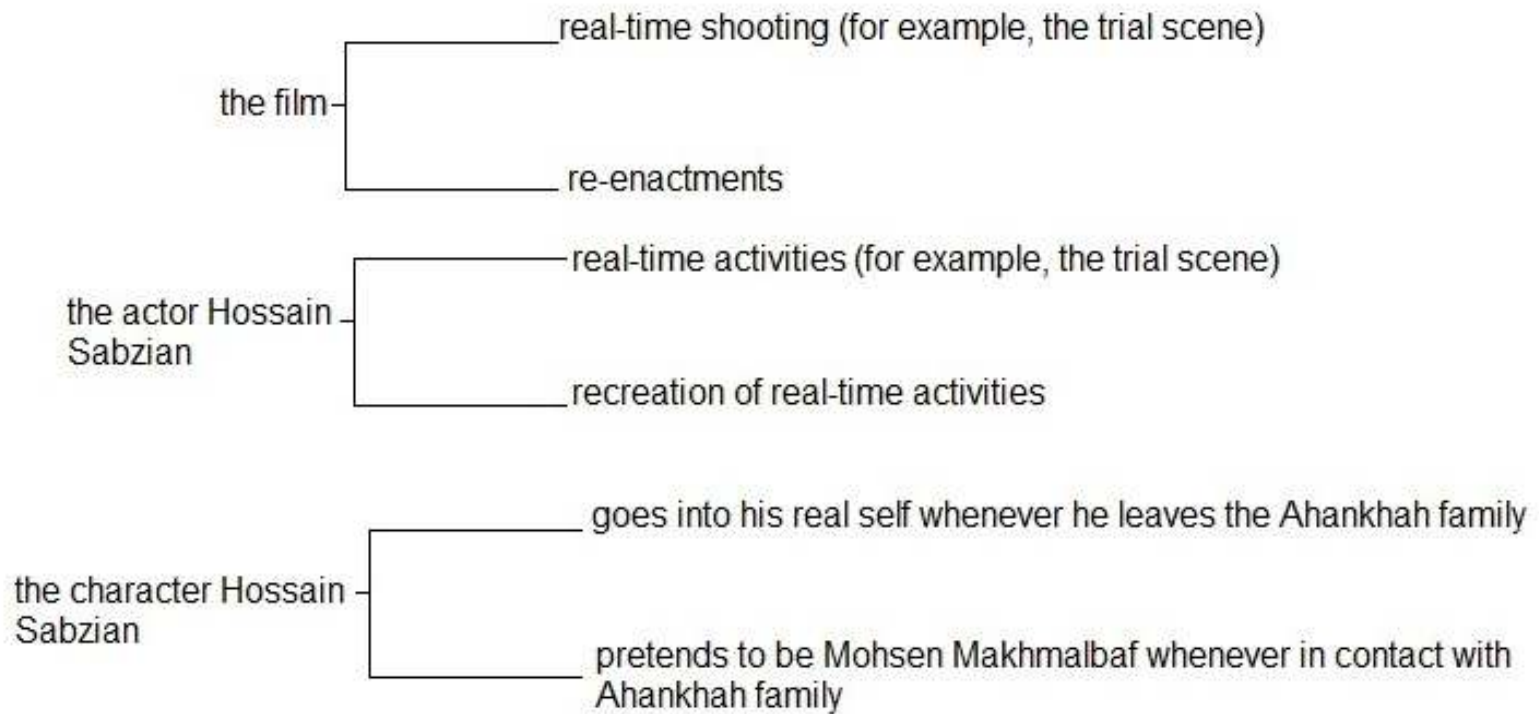 real-time shooting (for example, the trial scene)
the film
re-enactments
real-time activities (for example, the trial scene)
the actor Hossain
Sabzian
recreation of real-time activities
goes into his real self whenever he leaves the Ahankhah family
the character Hossain
Sabzian
pretends to be Mohsen Makhmalbaf whenever in contact with
Ahankhah family